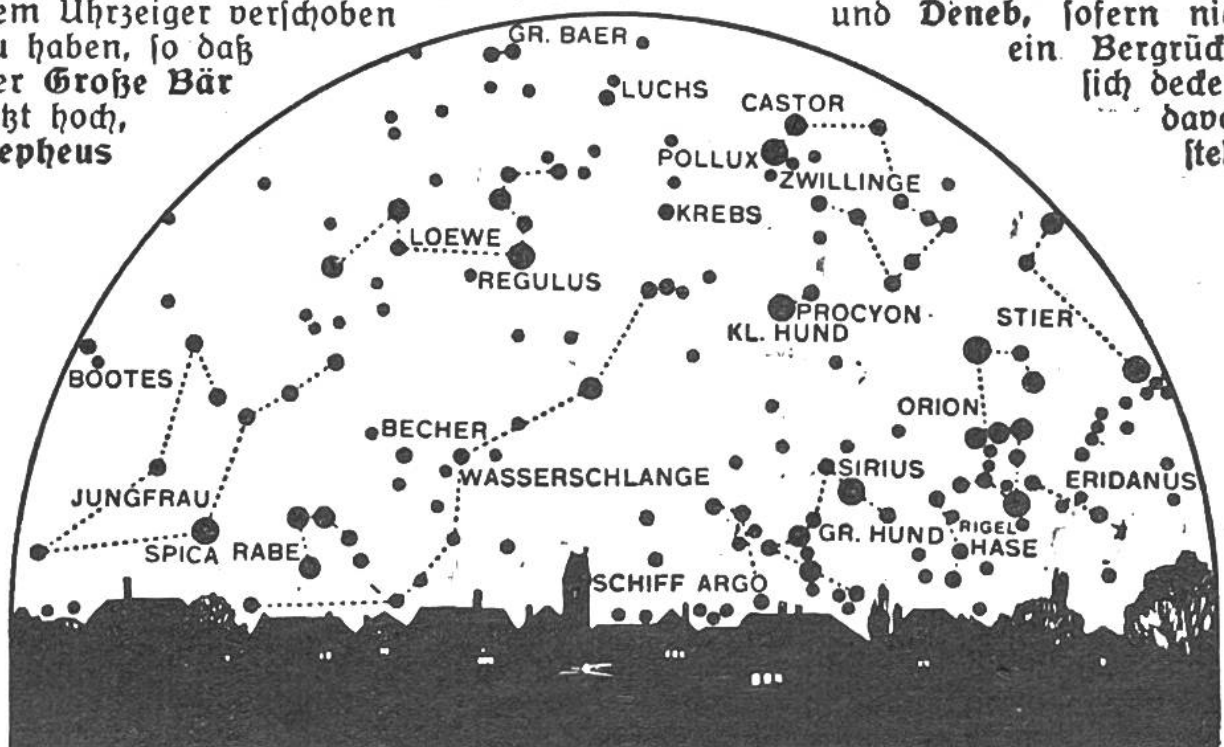 em Uhrzeiger verſchoben
u haben, ſo daß
er Große Bär
tzt hoch,
epheus
und Deneb, ſofern ni
ein Bergrück
ſich decke
davo
ſte
GR. BAER
LUCHS
CASTOR
POLLUX
ZWILLINGE
KREBS
LOEWE
REGULUS
PROCYON
KL. HUND
STIER
BOOTES
ORION
BECHER
SIRIUS
WASSERSCHLANGE
ERIDANUS
JUNGFRAU
GR. HUND
RIGEL
HASE
SPICA
RABE
SCHIFF ARGO